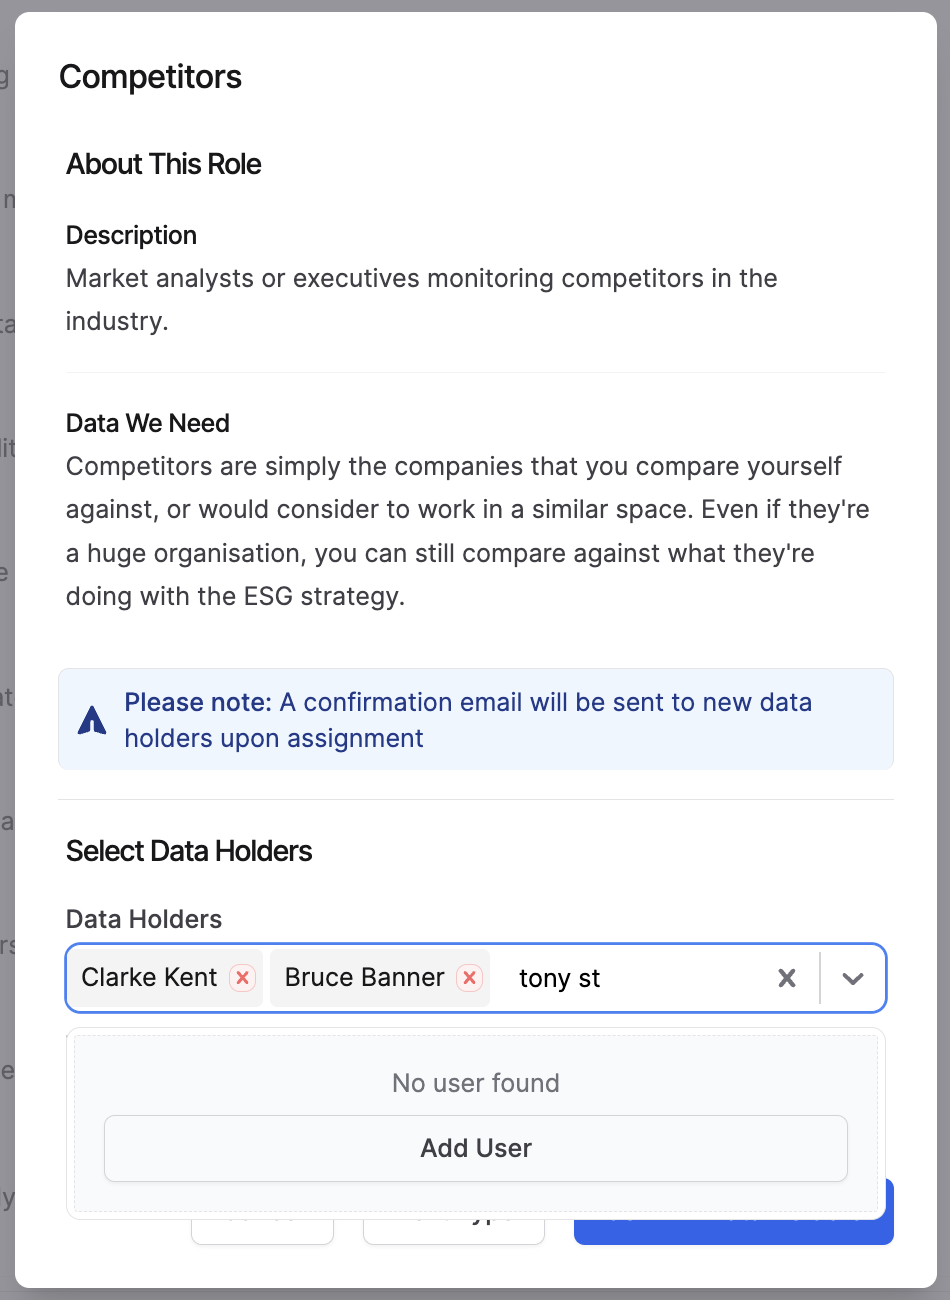 Competitors
About This Role
Description
Market analysts or executives monitoring competitors in the
industry.
Data We Need
Competitors are simply the companies that you compare yourself
against, or would consider to work in a similar space. Even if they're
a huge organisation, you can still compare against what they're
doing with the ESG strategy.
Please note: A confirmation email will be sent to new data
holders upon assignment
Select Data Holders
Data Holders
Clarke Kent Bruce Banner tony st
No user found
Add User